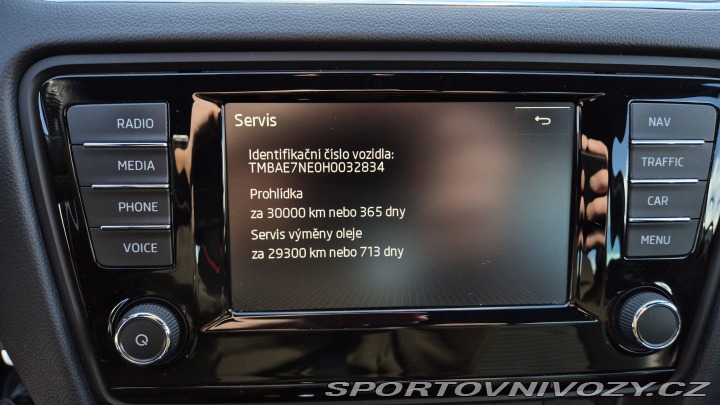 RADIO
MEDIA
PHONE
VOICE
Servis
Identifikační číslo vozidla:
TMBAE7NE0H0032834
Prohlídka
za 30000 km nebo 365 dny
Servis výměny oleje
za 29300 km nebo 713 dny
NAV
TRAFFIC
CAR
MENU
SPORTOVNIVOZY.CZ